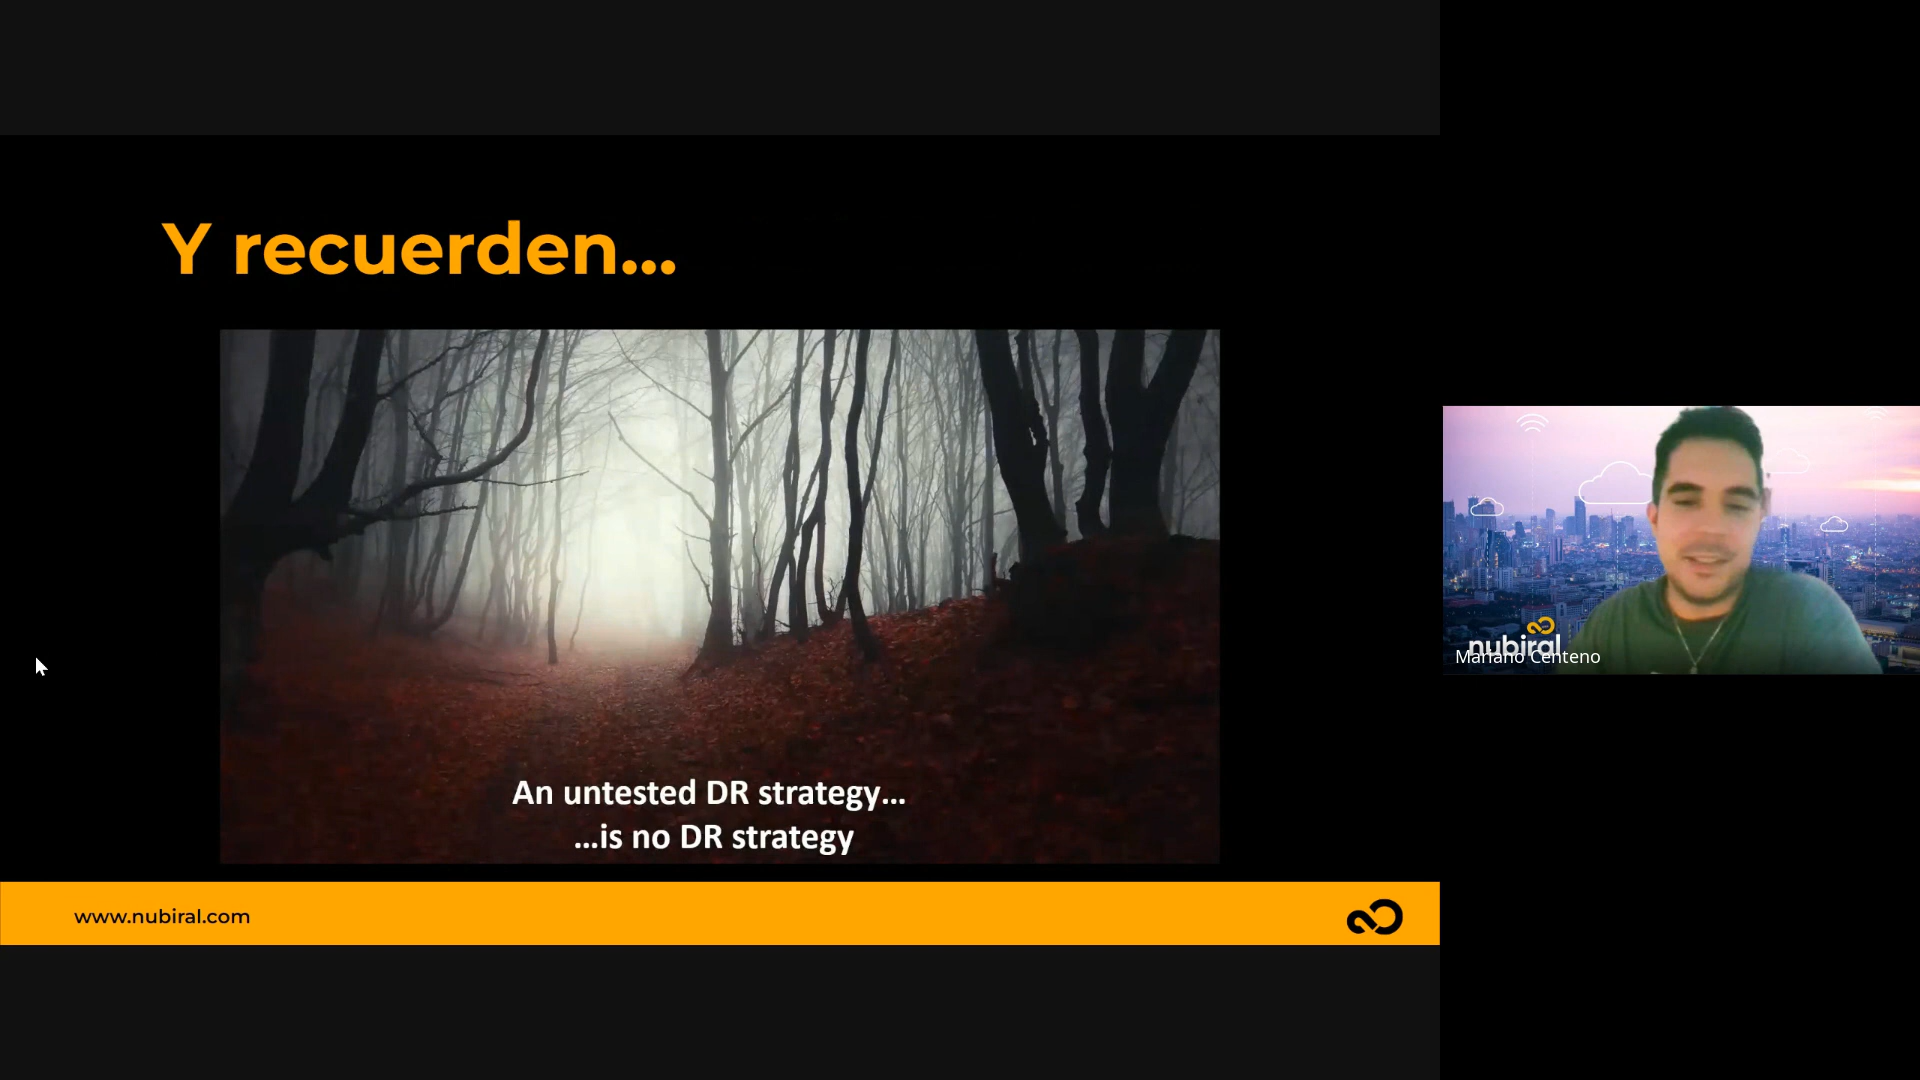 Y recuerden...
An untested DR strategy...
...is no DR strategy
www.nubiral.com
nubiral
Mariano Centeno